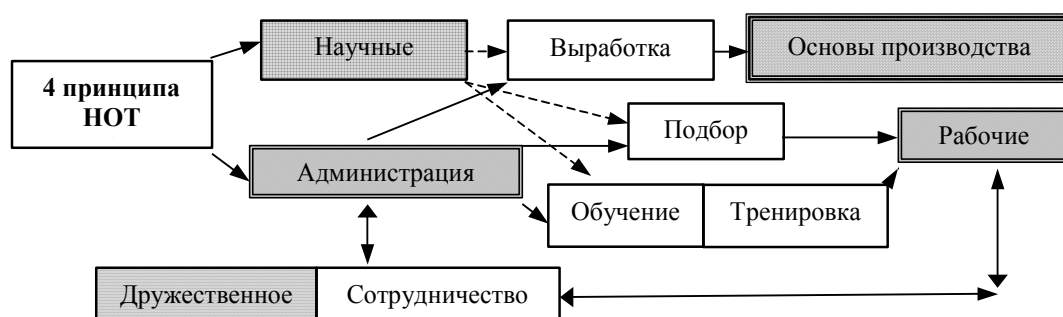 Научные
Выработка
Основы производства
4 принципа
НОТ
Подбор
Рабочие
Администрация
Обучение
Тренировка
Дружественное
Сотрудничество